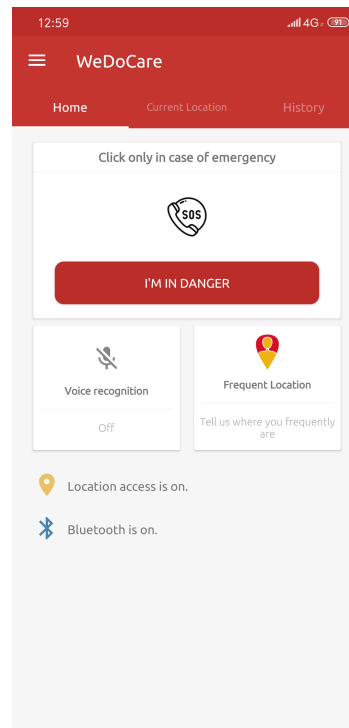 12:59
4G
91
WeDoCare
Home Current Location History
Click only in case of emergency
SOS
I'M IN DANGER
Voice recognition
Off
Frequent Location
Tell us where you frequently
are
Location access is on.
Bluetooth is on.